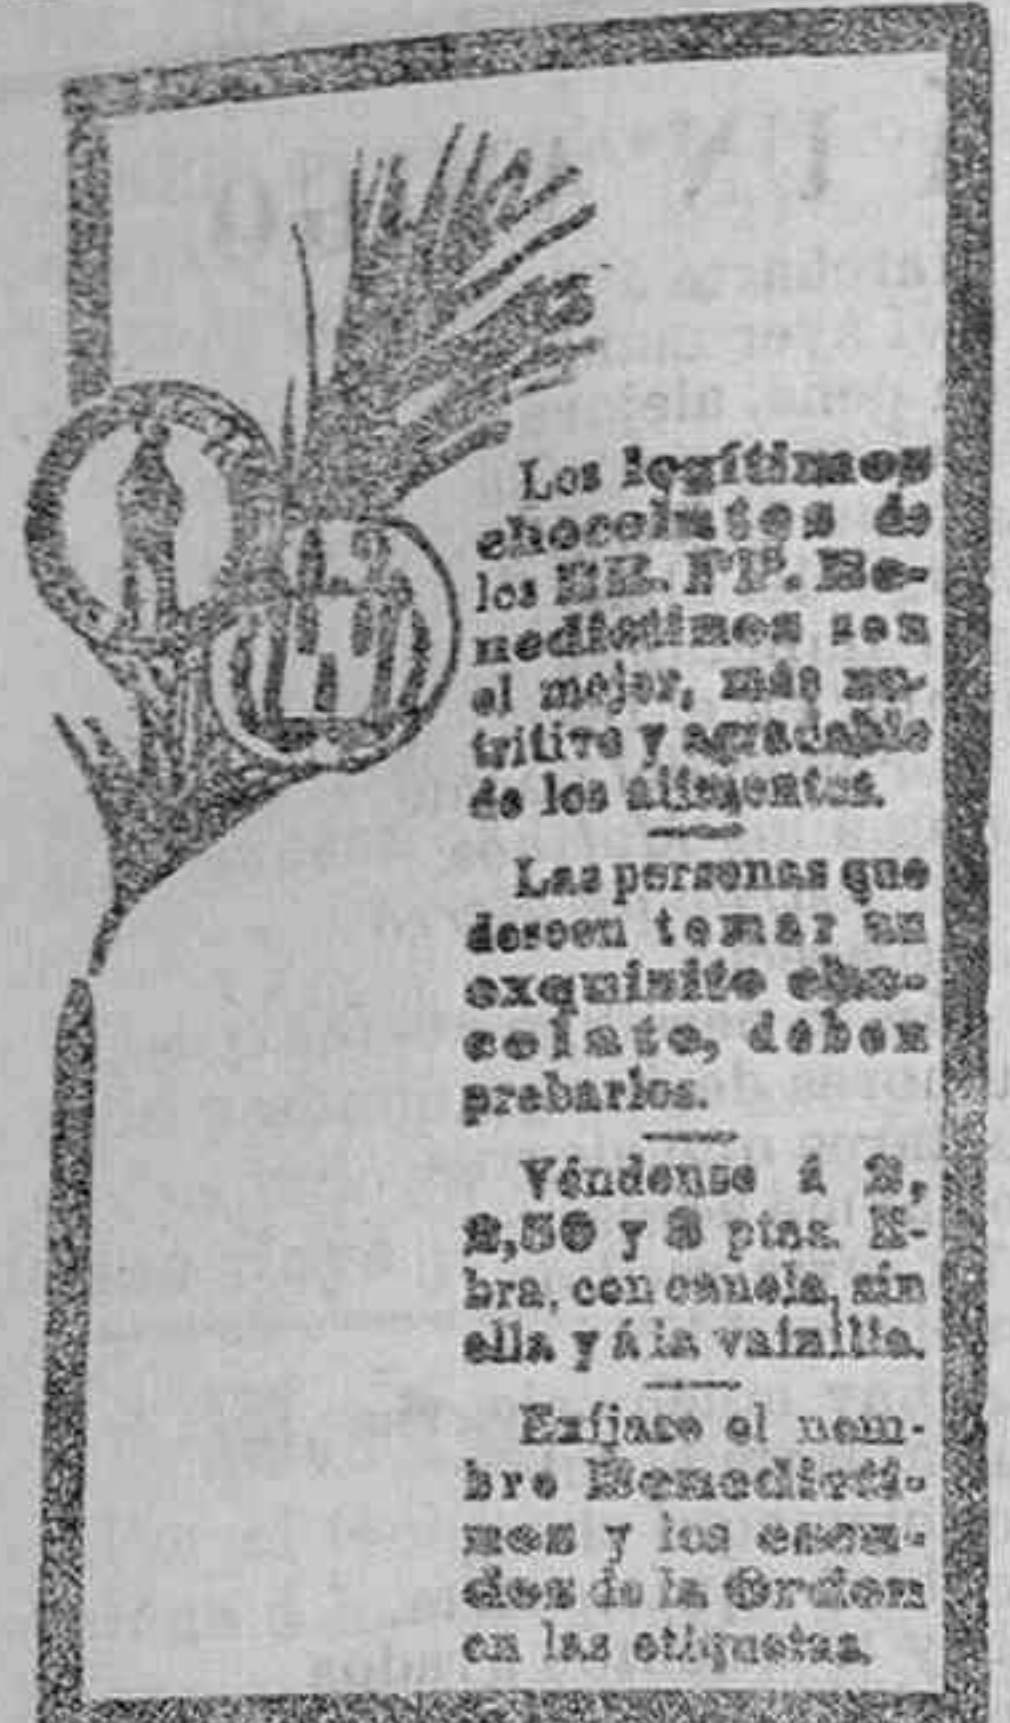 Los legítimos
chocolates de
los RR. PP. Be-
nedictinos son
el mejor, más nu-
tritivo y agradable
de los alimentos.
Las personas que
deseen tomar un
exquisito cho-
colate, deben
probarlos.
Véndense á 2,
2,50 y 3 ptas. li-
bra, con canela, sin
ella y á la vainilla.
Exíjase el nom-
bre Benedicti-
nos y los escu-
dos de la Orden
en las etiquetas.